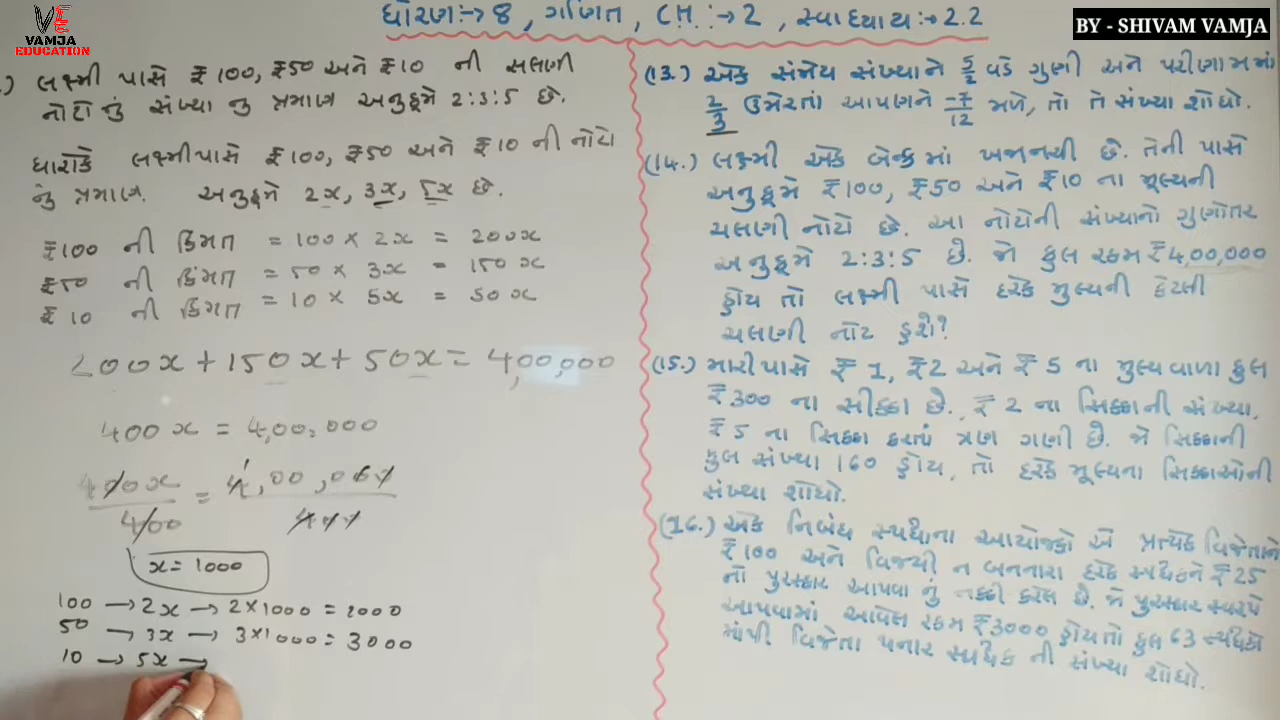 VE
VAMJA
EDUCATION
BY - SHIVAM VAMJA
ધોરણ:→8 , ગણિત , CH.:→2 , સ્વાધ્યાય:→2.2
.) લક્ષ્મી પાસે ₹100, ₹50 અને ₹10 ની સલણી
નોટો નું સંખ્યા નુ પ્રમાણ અનુક્રમે 2:3:5 છે.
ધારોકે લક્ષ્મીપાસે ₹100, ₹50 અને ₹10 ની નોટો
નું પ્રમાણ. અનુક્રમે 2x, 3x, 5x છે.
₹100 ની કિંમત = 100 × 2x = 200x
₹50 ની કિંમત = 50 × 3x = 150x
₹10 ની કિંમત = 10 × 5x = 50x
200x + 150x + 50x = 4,00,000
400x = 4,00,000
400x = 4,00,000
400
x = 1000
100 → 2x → 2×1000 = 2000
50 → 3x → 3×1000 = 3000
10 → 5x →
(13.) એક સંમેય સંખ્યાને 5/2 વડે ગુણી અને પરીણામમાં
2/3 ઉમેરતાં આપણને -7/12 મળે, તો તે સંખ્યા શોધો.
(14.) લક્ષ્મી એક બેન્કમાં ખજાનચી છે. તેની પાસે
અનુક્રમે ₹100, ₹50 અને ₹10 ના મૂલ્યની
ચલણી નોટો છે. આ નોટોની સંખ્યાનો ગુણોતર
અનુક્રમે 2:3:5 છે. જો કુલ રકમ ₹4,00,000
હોય તો લક્ષ્મી પાસે દરેક મુલ્યની કેટલી
ચલણી નોટ હશે?
(15.) મારીપાસે ₹1, ₹2 અને ₹5 ના મુલ્યવાળા કુલ
₹300 ના સીક્કા છે. ₹2 ના સિક્કાની સંખ્યા,
₹5 ના સિક્કા કરતાં ત્રણ ગણી છે. જો સિક્કાની
કુલ સંખ્યા 160 હોય, તો દરેક મૂલ્યના સિક્કાઓની
સંખ્યા શોધો.
(16.) એક નિબંધ સ્પર્ધાના આયોજકો એ પ્રત્યેક વિજેતાને
₹100 અને વિજયી ન બનનારા દરેક સ્પર્ધકને ₹25
નો પુરસ્કાર આપવા નું નક્કી કરેલ છે. જો પુરસ્કાર સ્વરૂપે
આપવામાં આવેલ રકમ ₹3000 હોય તો કુલ 63 સ્પર્ધકો
માંથી વિજેતા પનાર સ્પર્ધક ની સંખ્યા શોધો.